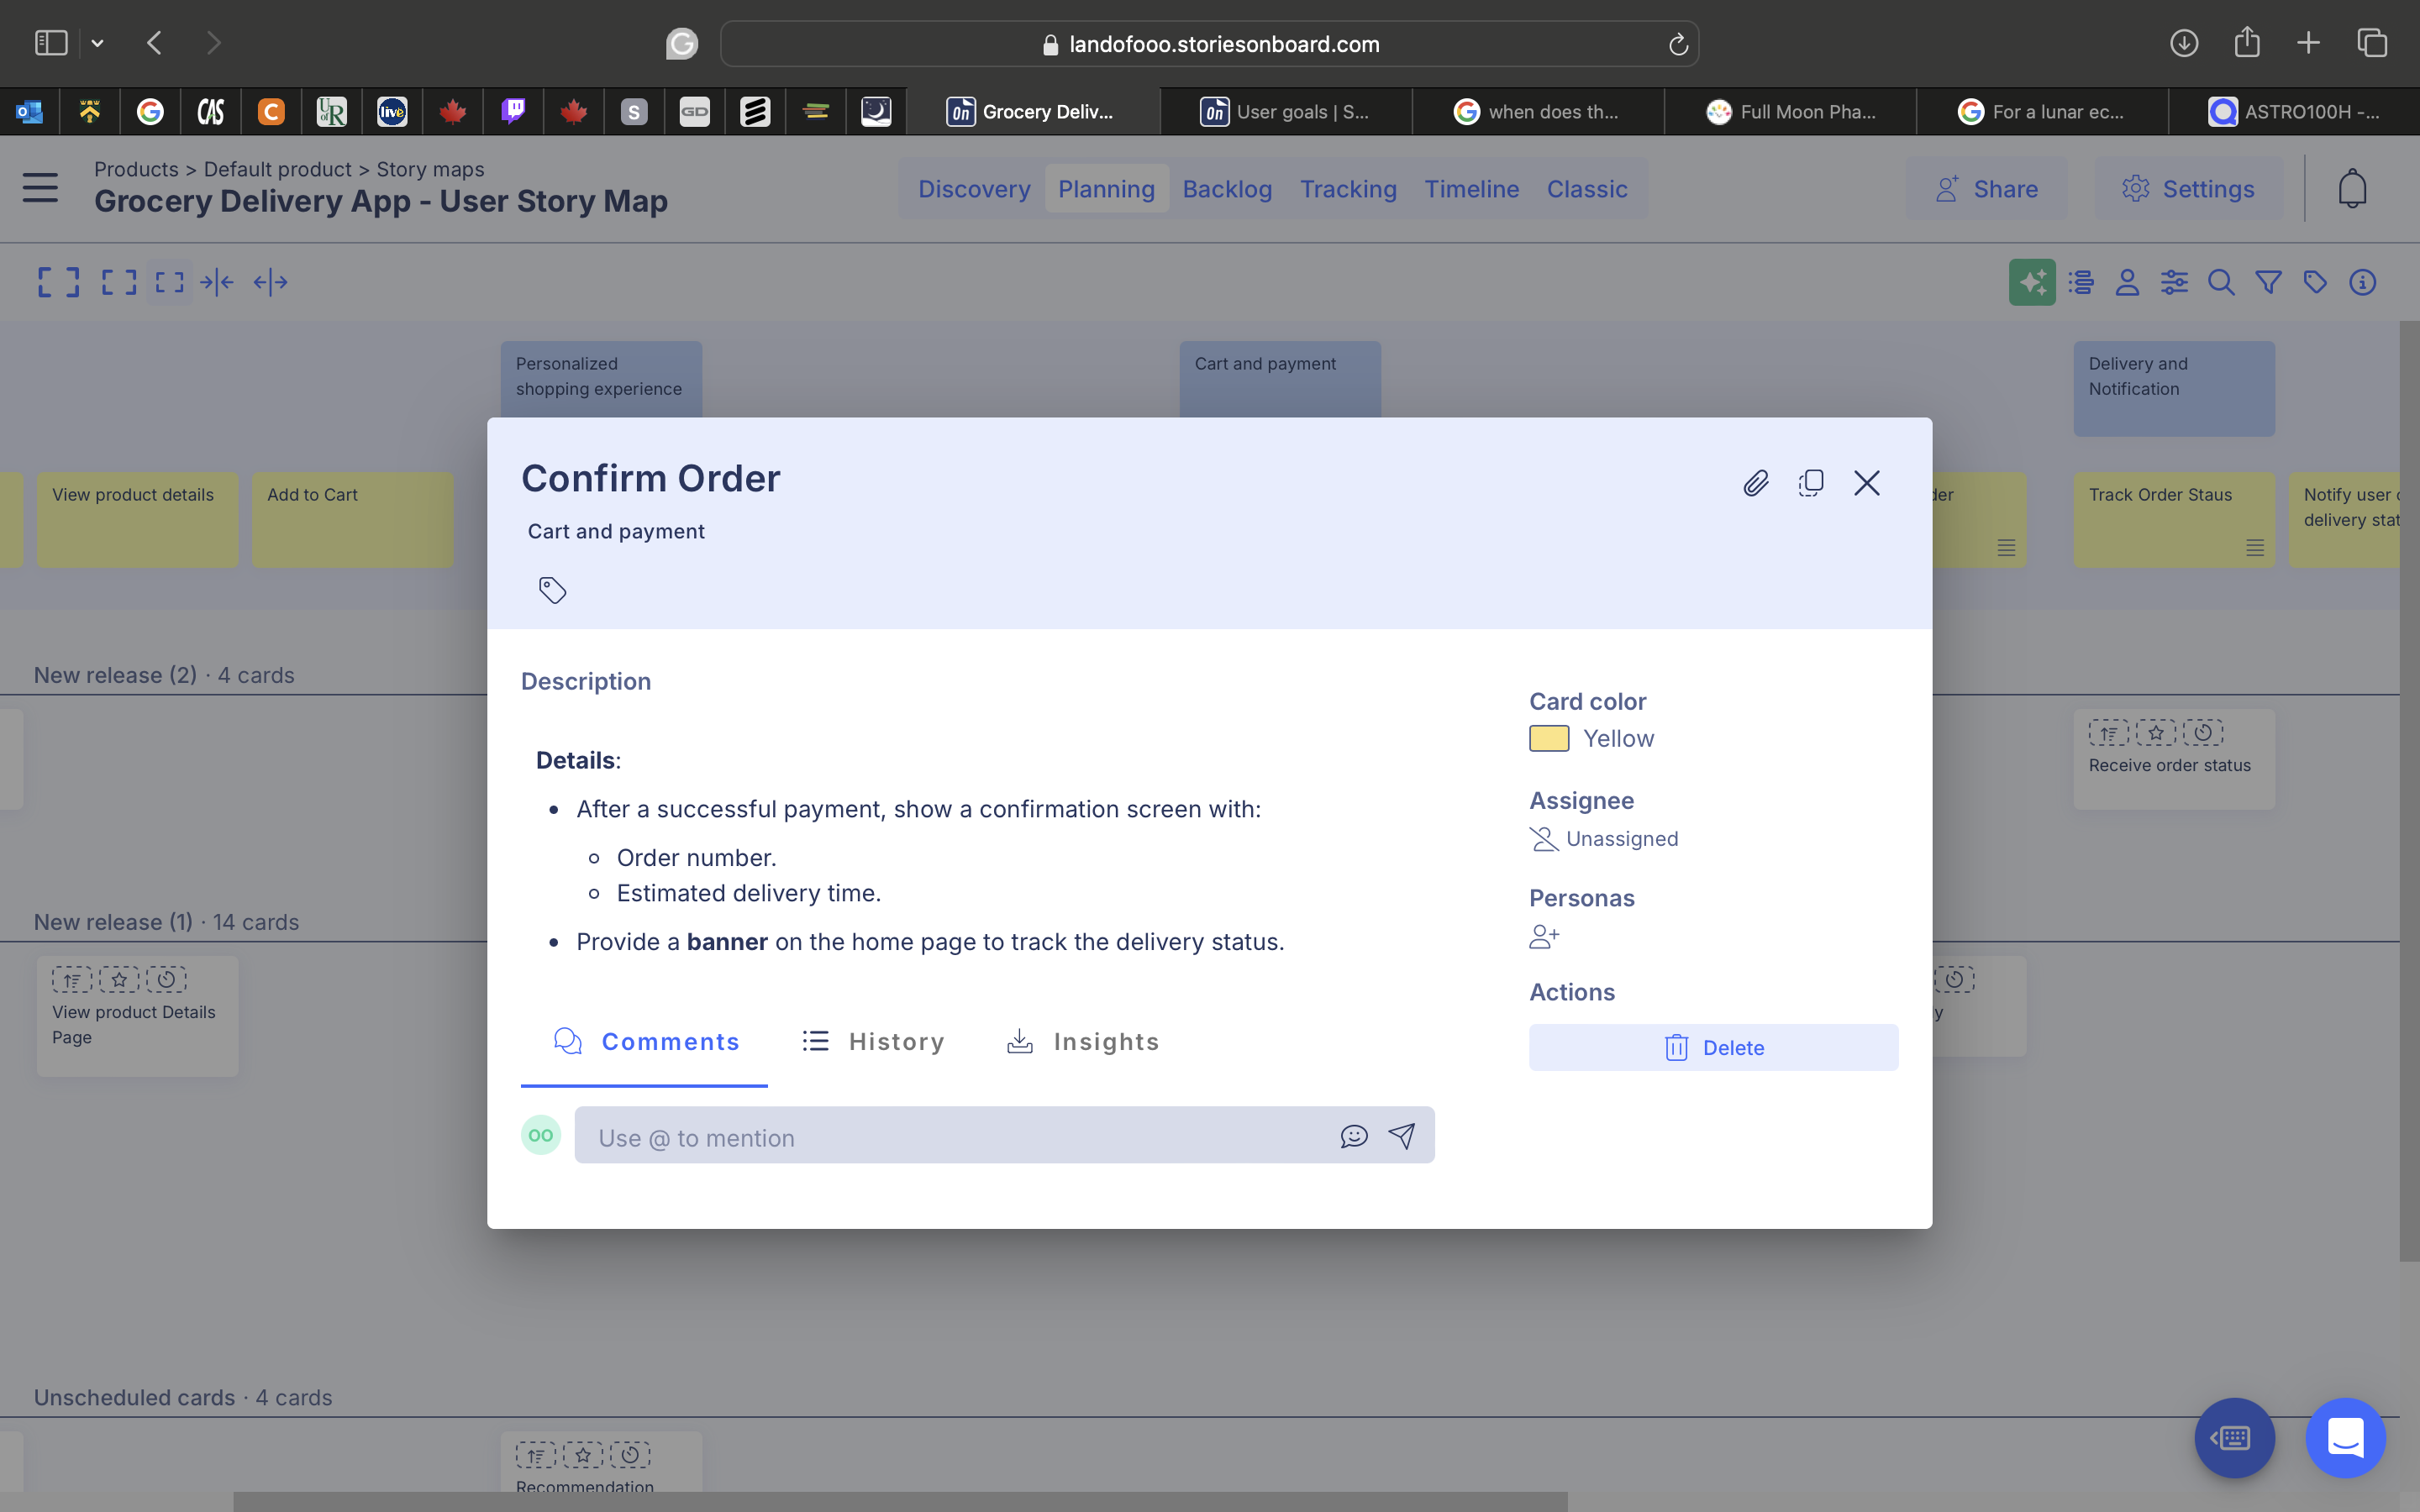 landofooo.storiesonboard.com
CAS
C
U of R
live
S
GD
On Grocery Deliv...
On User goals | S...
when does th...
Full Moon Pha...
For a lunar ec...
ASTRO100H -...
Products > Default product > Story maps
Grocery Delivery App - User Story Map
Discovery Planning Backlog Tracking Timeline Classic
Share
Settings
Personalized
shopping experience
Cart and payment
Delivery and
Notification
View product details
Add to Cart
der
Track Order Staus
Notify user
delivery stat
Confirm Order
Cart and payment
Description
Details:
• After a successful payment, show a confirmation screen with:
Order number.
Estimated delivery time.
• Provide a banner on the home page to track the delivery status.
Comments
History
Insights
OO
Use @ to mention
Card color
Yellow
Assignee
Unassigned
Personas
Actions
Delete
New release (2) · 4 cards
Receive order status
New release (1) · 14 cards
View product Details
Page
y
Unscheduled cards · 4 cards
Recommendation